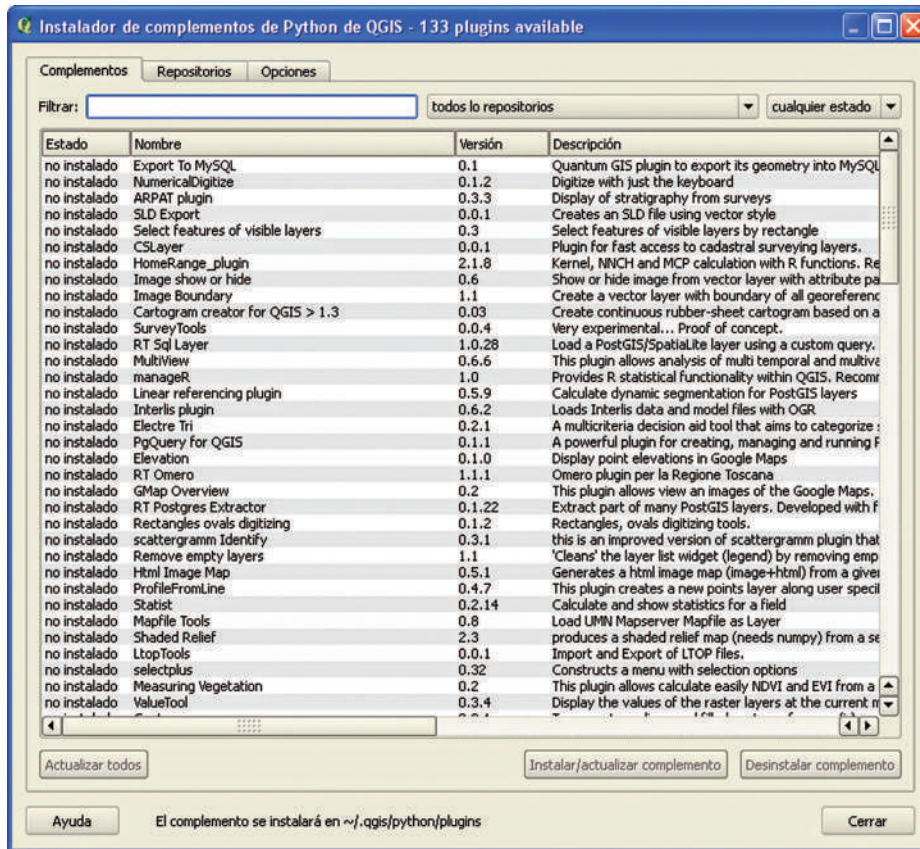 Instalador de complementos de Python de QGIS - 133 plugins available
Complementos Repositorios Opciones
Filtrar: todos lo repositorios cualquier estado
Estado Nombre Versión Descripción
no instalado Export To MySQL 0.1 Quantum GIS plugin to export its geometry into MySQL
no instalado NumericalDigitize 0.1.2 Digitize with just the keyboard
no instalado ARPAT plugin 0.3.3 Display of stratigraphy from surveys
no instalado SLD Export 0.0.1 Creates an SLD file using vector style
no instalado Select features of visible layers 0.3 Select features of visible layers by rectangle
no instalado CSLayer 0.0.1 Plugin for fast access to cadastral surveying layers.
no instalado HomeRange_plugin 2.1.8 Kernel, NNCH and MCP calculation with R functions. Re
no instalado Image show or hide 0.6 Show or hide image from vector layer with attribute pa
no instalado Image Boundary 1.1 Create a vector layer with boundary of all georeferenc
no instalado Cartogram creator for QGIS > 1.3 0.03 Create continuous rubber-sheet cartogram based on a
no instalado SurveyTools 0.0.4 Very experimental... Proof of concept.
no instalado RT Sql Layer 1.0.28 Load a PostGIS/SpatiaLite layer using a custom query.
no instalado MultiView 0.6.6 This plugin allows analysis of multi temporal and multiva
no instalado manageR 1.0 Provides R statistical functionality within QGIS. Recomm
no instalado Linear referencing plugin 0.5.9 Calculate dynamic segmentation for PostGIS layers
no instalado Interlis plugin 0.6.2 Loads Interlis data and model files with OGR
no instalado Electre Tri 0.2.1 A multicriteria decision aid tool that aims to categorize
no instalado PgQuery for QGIS 0.1.1 A powerful plugin for creating, managing and running
no instalado Elevation 0.1.0 Display point elevations in Google Maps
no instalado RT Omero 1.1.1 Omero plugin per la Regione Toscana
no instalado GMap Overview 0.2 This plugin allows view an images of the Google Maps.
no instalado RT Postgres Extractor 0.1.22 Extract part of many PostGIS layers. Developed with f
no instalado Rectangles ovals digitizing 0.1.2 Rectangles, ovals digitizing tools.
no instalado scattergramm Identify 0.3.1 this is an improved version of scattergramm plugin that
no instalado Remove empty layers 1.1 'Cleans' the layer list widget (legend) by removing emp
no instalado Html Image Map 0.5.1 Generates a html image map (image+html) from a given
no instalado ProfileFromLine 0.4.7 This plugin creates a new points layer along user specif
no instalado Statist 0.2.14 Calculate and show statistics for a field
no instalado Mapfile Tools 0.8 Load UMN Mapserver Mapfile as Layer
no instalado Shaded Relief 2.3 produces a shaded relief map (needs numpy) from a se
no instalado LtopTools 0.0.1 Import and Export of LTOP files.
no instalado selectplus 0.32 Constructs a menu with selection options
no instalado Measuring Vegetation 0.2 This plugin allows calculate easily NDVI and EVI from a
no instalado ValueTool 0.3.4 Display the values of the raster layers at the current m
Actualizar todos Instalar/actualizar complemento Desinstalar complemento
Ayuda El complemento se instalará en ~/.qgis/python/plugins Cerrar